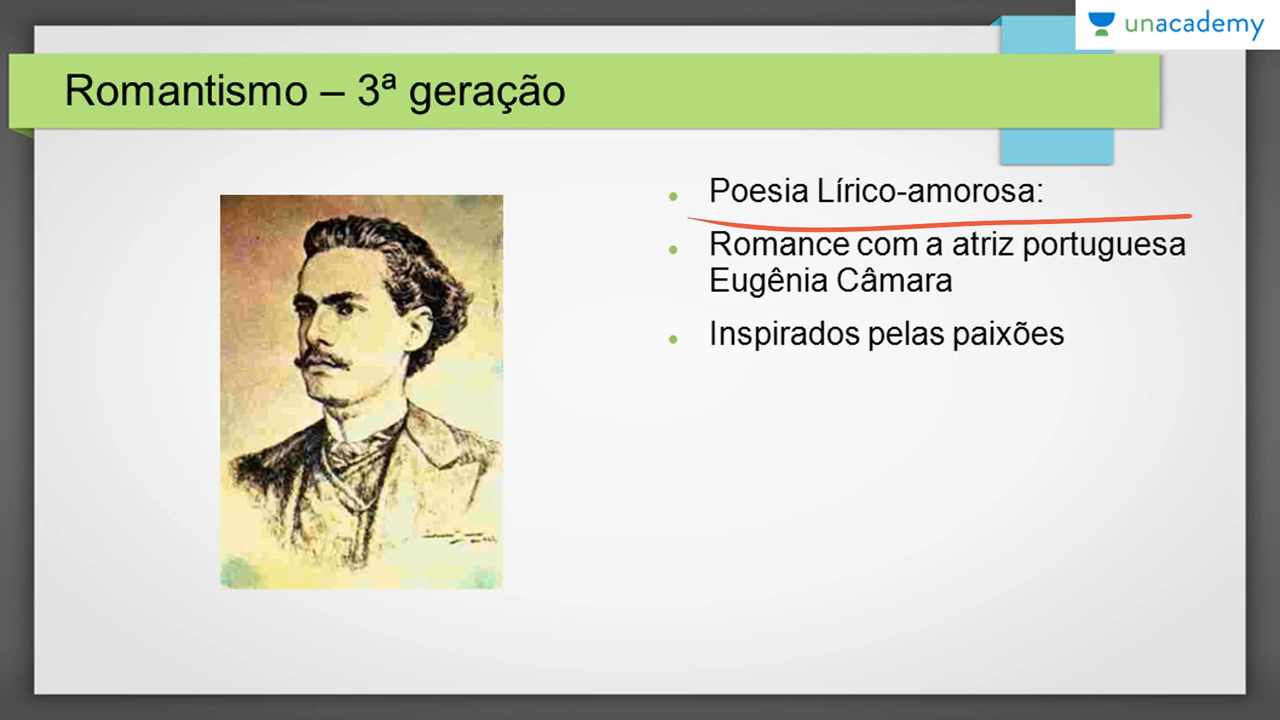 unacademy
Romantismo – 3ª geração
Poesia Lírico-amorosa:
Romance com a atriz portuguesa
Eugênia Câmara
Inspirados pelas paixões